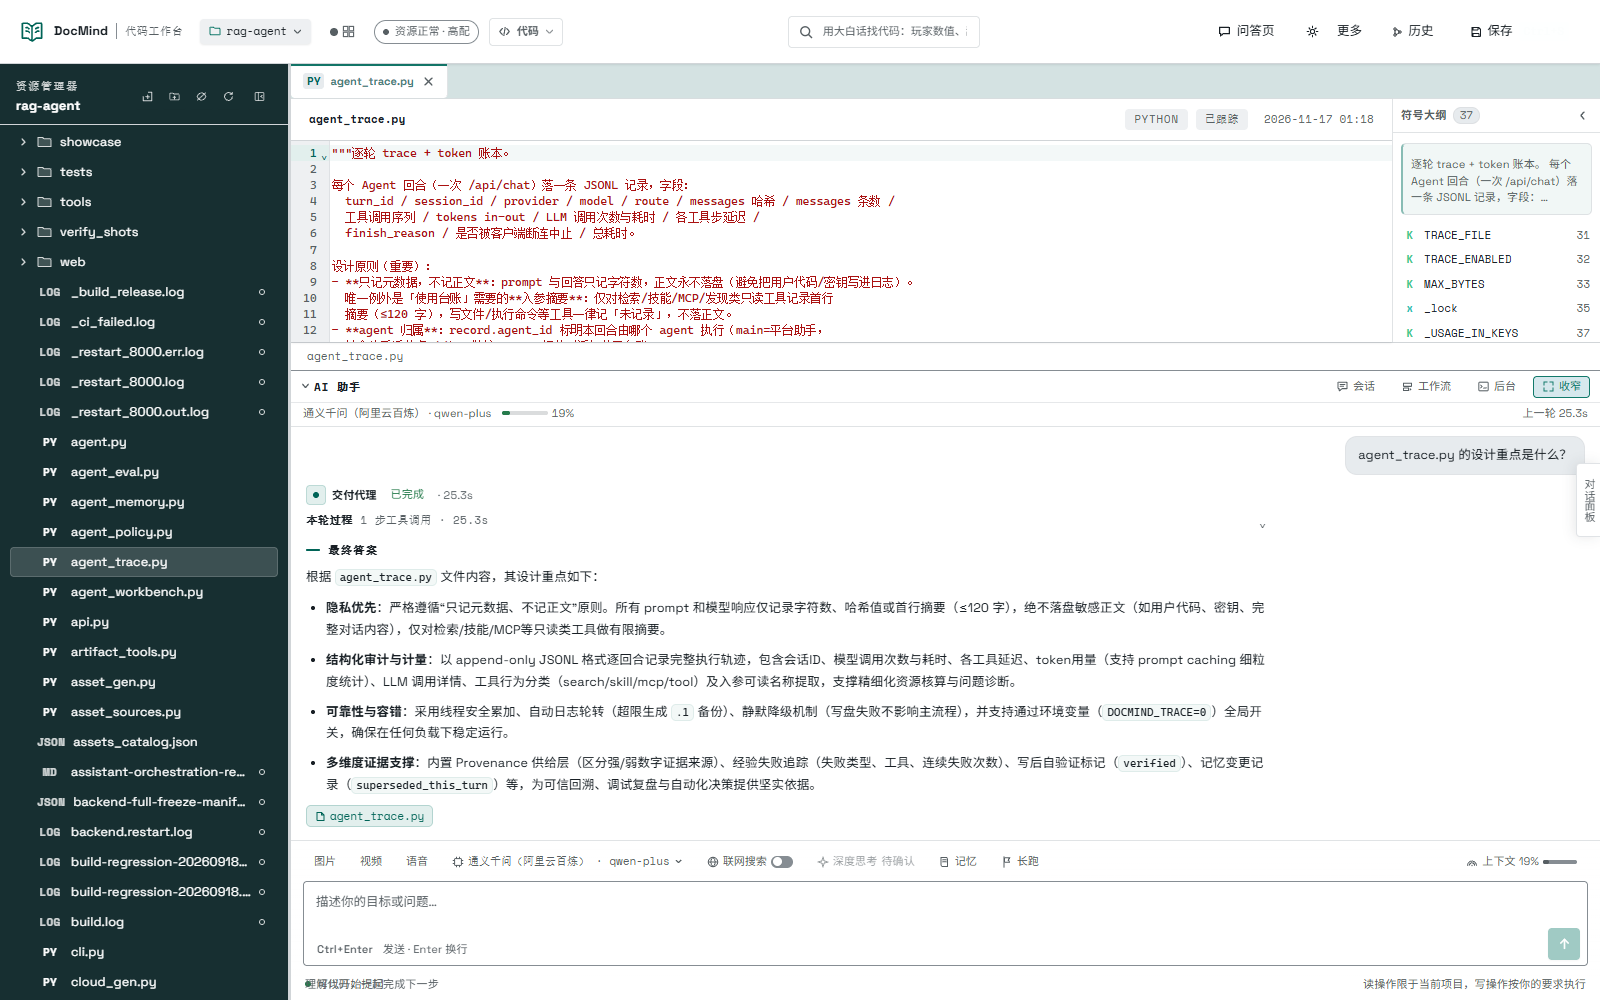 DocMind 代码工作台 rag-agent 资源正常 · 高配 代码 用大白话找代码：玩家数值、 问答页 更多 历史 保存
资源管理器
rag-agent
showcase
tests
tools
verify_shots
web
LOG _build_release.log
LOG _ci_failed.log
LOG _restart_8000.err.log
LOG _restart_8000.log
LOG _restart_8000.out.log
PY agent.py
PY agent_eval.py
PY agent_memory.py
PY agent_policy.py
PY agent_trace.py
PY agent_workbench.py
PY api.py
PY artifact_tools.py
PY asset_gen.py
PY asset_sources.py
JSON assets_catalog.json
MD assistant-orchestration-re...
JSON backend-full-freeze-manif...
LOG backend.restart.log
LOG build-regression-20260918...
LOG build-regression-20260918....
LOG build.log
PY cli.py
PY cloud_gen.py
PY agent_trace.py
agent_trace.py PYTHON 已跟踪 2026-11-17 01:18
1 """逐轮 trace + token 账本。
2
3 每个 Agent 回合（一次 /api/chat）落一条 JSONL 记录，字段：
4 turn_id / session_id / provider / model / route / messages 哈希 / messages 条数 /
5 工具调用序列 / tokens in-out / LLM 调用次数与耗时 / 各工具步延迟 /
6 finish_reason / 是否被客户端断连中止 / 总耗时。
7
8 设计原则（重要）：
9 - **只记元数据，不记正文**：prompt 与回答只记字符数，正文永不落盘（避免把用户代码/密钥写进日志）。
10 唯一例外是「使用台账」需要的**入参摘要**：仅对检索/技能/MCP/发现类只读工具记录首行
11 摘要（≤120 字），写文件/执行命令等工具一律记「未记录」，不落正文。
12 - **agent 归属**：record.agent_id 标明本回合由哪个 agent 执行（main=平台助手，
符号大纲 37
逐轮 trace + token 账本。 每个
Agent 回合（一次 /api/chat）落
一条 JSONL 记录，字段：…
K TRACE_FILE 31
K TRACE_ENABLED 32
K MAX_BYTES 33
x _lock 35
K _USAGE_IN_KEYS 37
agent_trace.py
AI 助手 会话 工作流 后台 收窄
通义千问（阿里云百炼） · qwen-plus 19% 上一轮 25.3s
agent_trace.py 的设计重点是什么？
对话面板
交付代理 已完成 · 25.3s
本轮过程 1 步工具调用 · 25.3s
最终答案
根据 agent_trace.py 文件内容，其设计重点如下：
• 隐私优先：严格遵循“只记元数据、不记正文”原则。所有 prompt 和模型响应仅记录字符数、哈希值或首行摘要（≤120 字），绝不落盘敏感正文（如用户代码、密钥、完
整对话内容），仅对检索/技能/MCP等只读类工具做有限摘要。
• 结构化审计与计量：以 append-only JSONL 格式逐回合记录完整执行轨迹，包含会话ID、模型调用次数与耗时、各工具延迟、token用量（支持 prompt caching 细粒
度统计）、LLM 调用详情、工具行为分类（search/skill/mcp/tool）及入参可读名称提取，支撑精细化资源核算与问题诊断。
• 可靠性与容错：采用线程安全累加、自动日志轮转（超限生成 .1 备份）、静默降级机制（写盘失败不影响主流程），并支持通过环境变量（ DOCMIND_TRACE=0 ）全局开
关，确保在任何负载下稳定运行。
• 多维度证据支撑：内置 Provenance 供给层（区分强/弱数字证据来源）、经验失败追踪（失败类型、工具、连续失败次数）、写后自验证标记（ verified ）、记忆变更记
录（ superseded_this_turn ）等，为可信回溯、调试复盘与自动化决策提供坚实依据。
agent_trace.py
图片 视频 语音 通义千问（阿里云百炼） · qwen-plus 联网搜索 深度思考 待确认 记忆 长跑 上下文 19%
描述你的目标或问题...
Ctrl+Enter 发送 · Enter 换行
完成下一步 读操作限于当前项目，写操作按你的要求执行